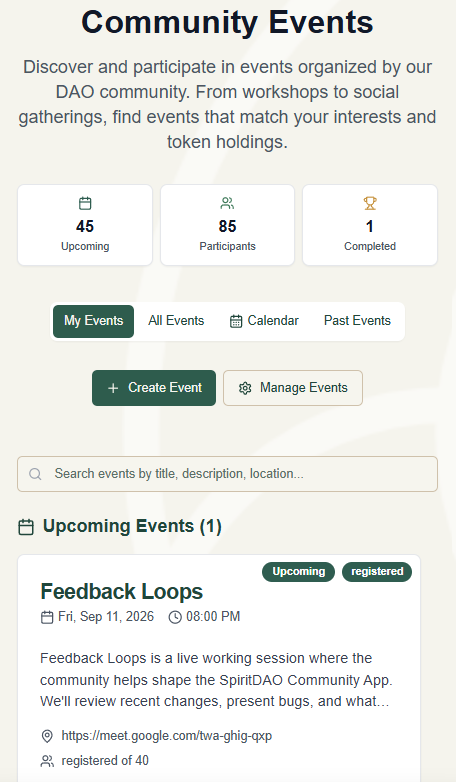 Community Events
Discover and participate in events organized by our
DAO community. From workshops to social
gatherings, find events that match your interests and
token holdings.
45
Upcoming
85
Participants
1
Completed
My Events
All Events
Calendar
Past Events
Create Event
Manage Events
Search events by title, description, location...
Upcoming Events (1)
Upcoming
registered
Feedback Loops
Fri, Sep 11, 2026
08:00 PM
Feedback Loops is a live working session where the
community helps shape the SpiritDAO Community App.
We'll review recent changes, present bugs, and what...
https://meet.google.com/twa-ghig-qxp
registered of 40